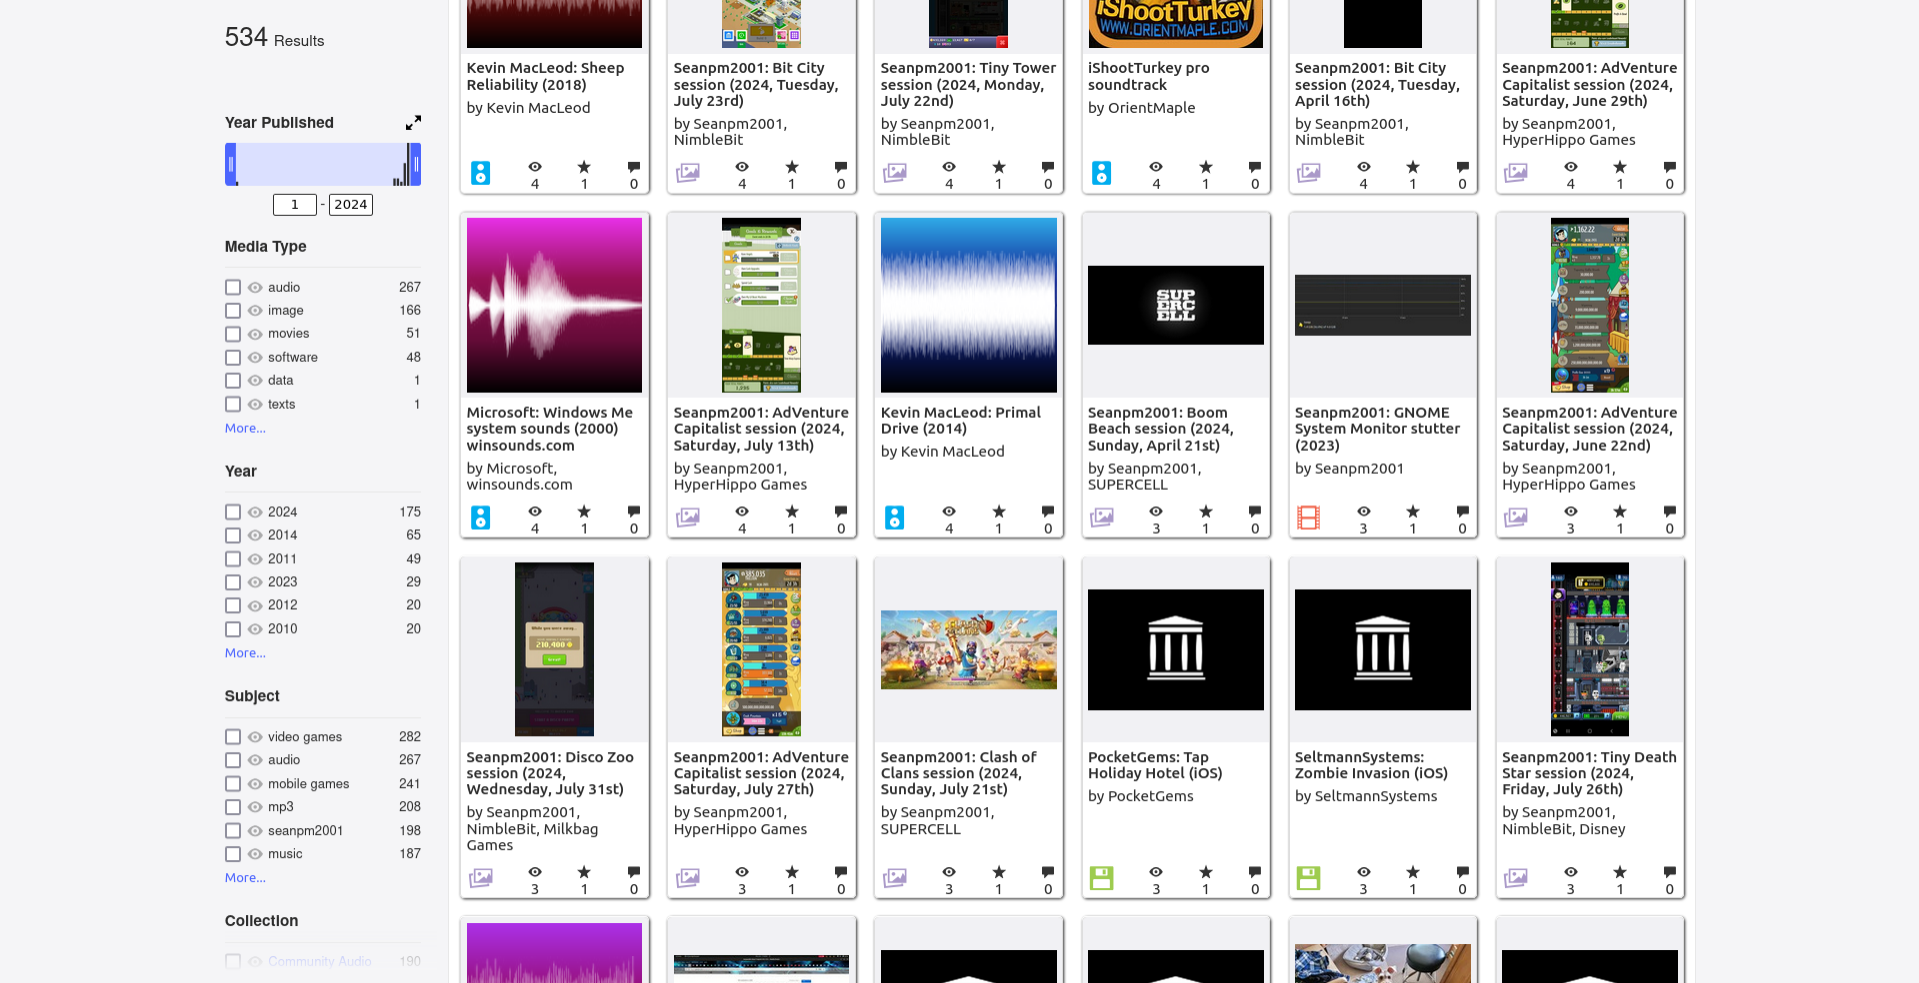 534 Results
Year Published
1 - 2024
Media Type
audio 267
image 166
movies 51
software 48
data 1
texts 1
More...
Year
2024 175
2014 65
2011 49
2023 29
2012 20
2010 20
More...
Subject
video games 282
audio 267
mobile games 241
mp3 208
seanpm2001 198
music 187
More...
Collection
Community Audio 190
Kevin MacLeod: Sheep
Reliability (2018)
by Kevin MacLeod
4 1 0
Seanpm2001: Bit City
session (2024, Tuesday,
July 23rd)
by Seanpm2001,
NimbleBit
4 1 0
Seanpm2001: Tiny Tower
session (2024, Monday,
July 22nd)
by Seanpm2001,
NimbleBit
4 1 0
iShootTurkey
WWW.ORIENTMAPLE.COM
iShootTurkey pro
soundtrack
by OrientMaple
4 1 0
Seanpm2001: Bit City
session (2024, Tuesday,
April 16th)
by Seanpm2001,
NimbleBit
4 1 0
Seanpm2001: AdVenture
Capitalist session (2024,
Saturday, June 29th)
by Seanpm2001,
HyperHippo Games
4 1 0
Microsoft: Windows Me
system sounds (2000)
winsounds.com
by Microsoft,
winsounds.com
4 1 0
Seanpm2001: AdVenture
Capitalist session (2024,
Saturday, July 13th)
by Seanpm2001,
HyperHippo Games
4 1 0
Kevin MacLeod: Primal
Drive (2014)
by Kevin MacLeod
4 1 0
SUP
ERC
ELL
Seanpm2001: Boom
Beach session (2024,
Sunday, April 21st)
by Seanpm2001,
SUPERCELL
3 1 0
Seanpm2001: GNOME
System Monitor stutter
(2023)
by Seanpm2001
3 1 0
1,162.22
Seanpm2001: AdVenture
Capitalist session (2024,
Saturday, June 22nd)
by Seanpm2001,
HyperHippo Games
3 1 0
While you were away...
210,400
Seanpm2001: Disco Zoo
session (2024,
Wednesday, July 31st)
by Seanpm2001,
NimbleBit, Milkbag
Games
3 1 0
Seanpm2001: AdVenture
Capitalist session (2024,
Saturday, July 27th)
by Seanpm2001,
HyperHippo Games
3 1 0
Seanpm2001: Clash of
Clans session (2024,
Sunday, July 21st)
by Seanpm2001,
SUPERCELL
3 1 0
PocketGems: Tap
Holiday Hotel (iOS)
by PocketGems
3 1 0
SeltmannSystems:
Zombie Invasion (iOS)
by SeltmannSystems
3 1 0
Seanpm2001: Tiny Death
Star session (2024,
Friday, July 26th)
by Seanpm2001,
NimbleBit, Disney
3 1 0